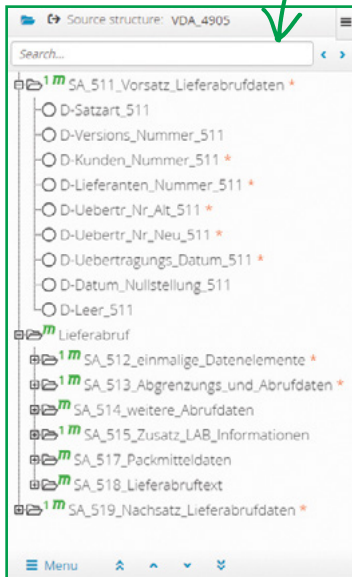 Source structure: VDA_4905
Search...
1 m SA_511_Vorsatz_Lieferabrufdaten *
D-Satzart_511
D-Versions_Nummer_511
D-Kunden_Nummer_511 *
D-Lieferanten_Nummer_511 *
D-Uebertr_Nr_Alt_511 *
D-Uebertr_Nr_Neu_511 *
D-Uebertragungs_Datum_511 *
D-Datum_Nullstellung_511
D-Leer_511
m Lieferabruf
1 m SA_512_einmalige_Datenelemente *
1 m SA_513_Abgrenzungs_und_Abrufdaten *
m SA_514_weitere_Abrufdaten
1 m SA_515_Zusatz_LAB_Informationen
m SA_517_Packmitteldaten
m SA_518_Lieferabruftext
1 m SA_519_Nachsatz_Lieferabrufdaten *
Menu